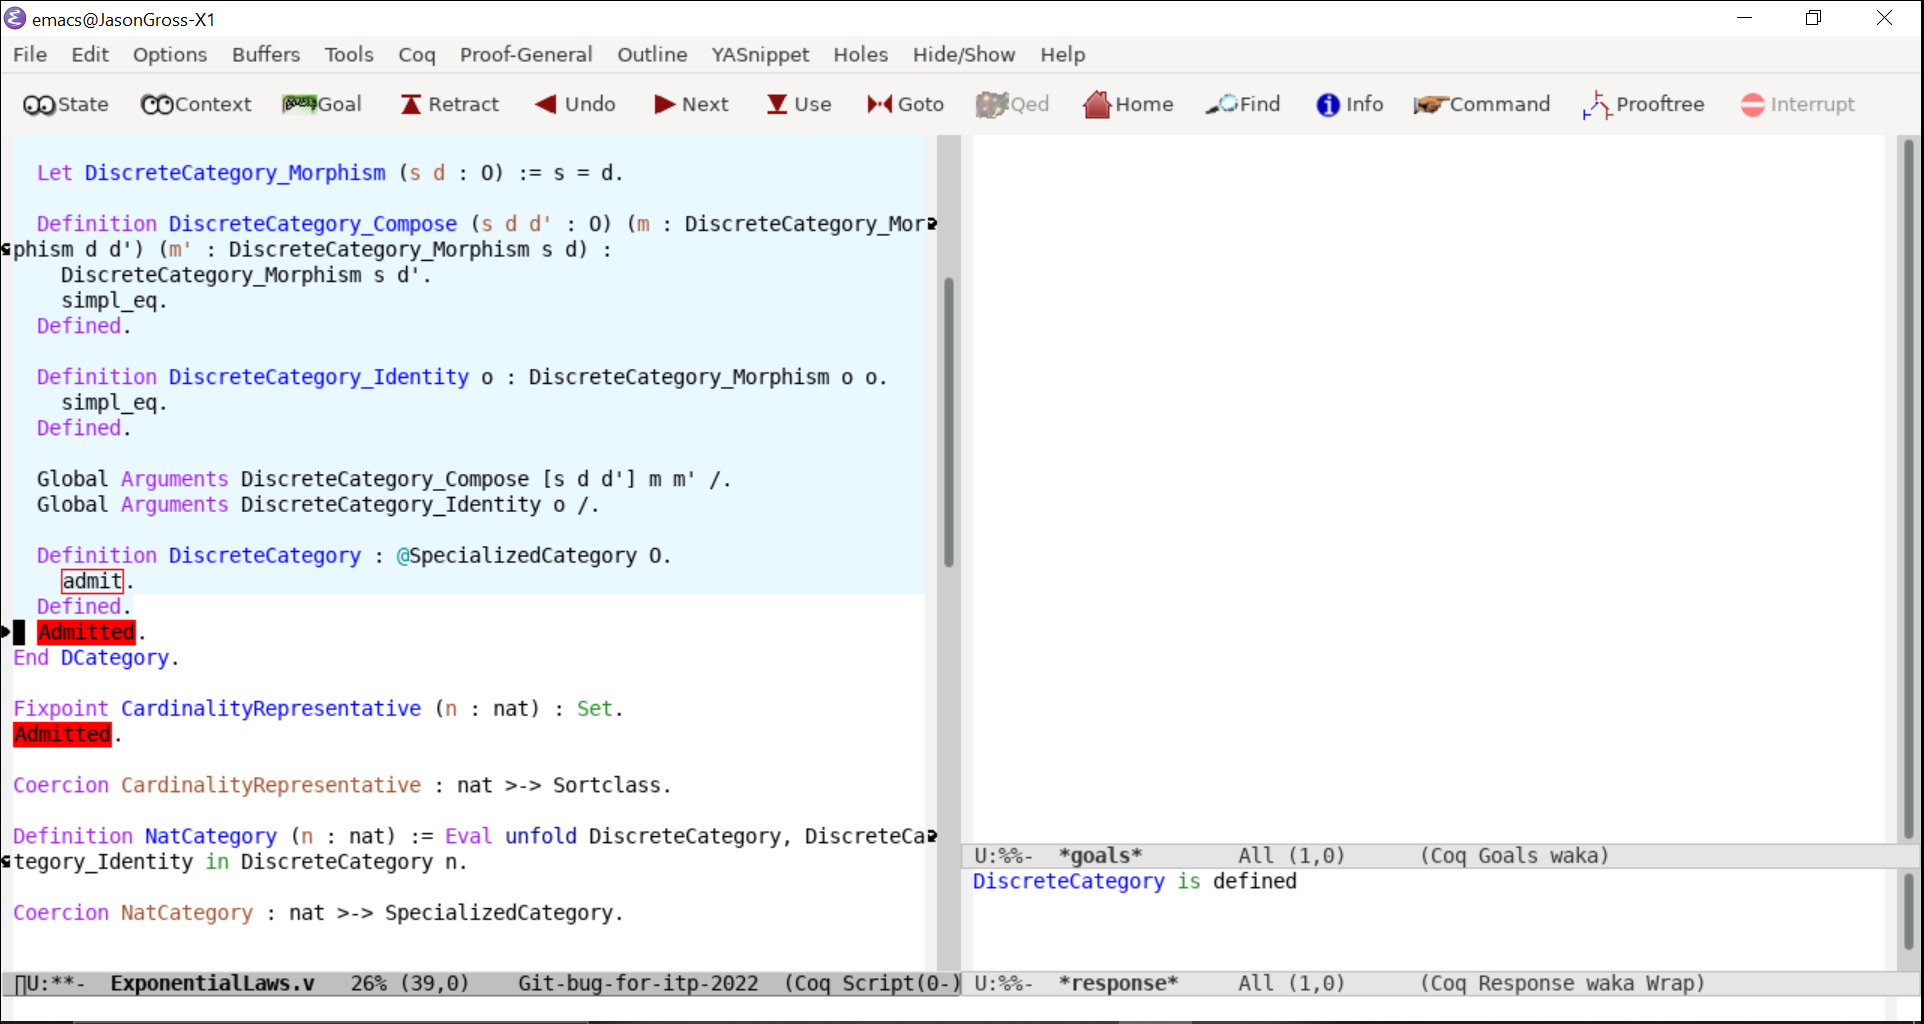 emacs@JasonGross-X1
File Edit Options Buffers Tools Coq Proof-General Outline YASnippet Holes Hide/Show Help
State Context Goal Retract Undo Next Use Goto Qed Home Find Info Command Prooftree Interrupt
Let DiscreteCategory_Morphism (s d : O) := s = d.
Definition DiscreteCategory_Compose (s d d' : O) (m : DiscreteCategory_Mor
phism d d') (m' : DiscreteCategory_Morphism s d) :
DiscreteCategory_Morphism s d'.
simpl_eq.
Defined.
Definition DiscreteCategory_Identity o : DiscreteCategory_Morphism o o.
simpl_eq.
Defined.
Global Arguments DiscreteCategory_Compose [s d d'] m m' /.
Global Arguments DiscreteCategory_Identity o /.
Definition DiscreteCategory : @SpecializedCategory O.
admit.
Defined.
Admitted.
End DCategory.
Fixpoint CardinalityRepresentative (n : nat) : Set.
Admitted.
Coercion CardinalityRepresentative : nat >-> Sortclass.
Definition NatCategory (n : nat) := Eval unfold DiscreteCategory, DiscreteCa
tegory_Identity in DiscreteCategory n.
Coercion NatCategory : nat >-> SpecializedCategory.
U:**- ExponentialLaws.v 26% (39,0) Git-bug-for-itp-2022 (Coq Script(0-)
U:%%- *goals* All (1,0) (Coq Goals waka)
DiscreteCategory is defined
U:%%- *response* All (1,0) (Coq Response waka Wrap)